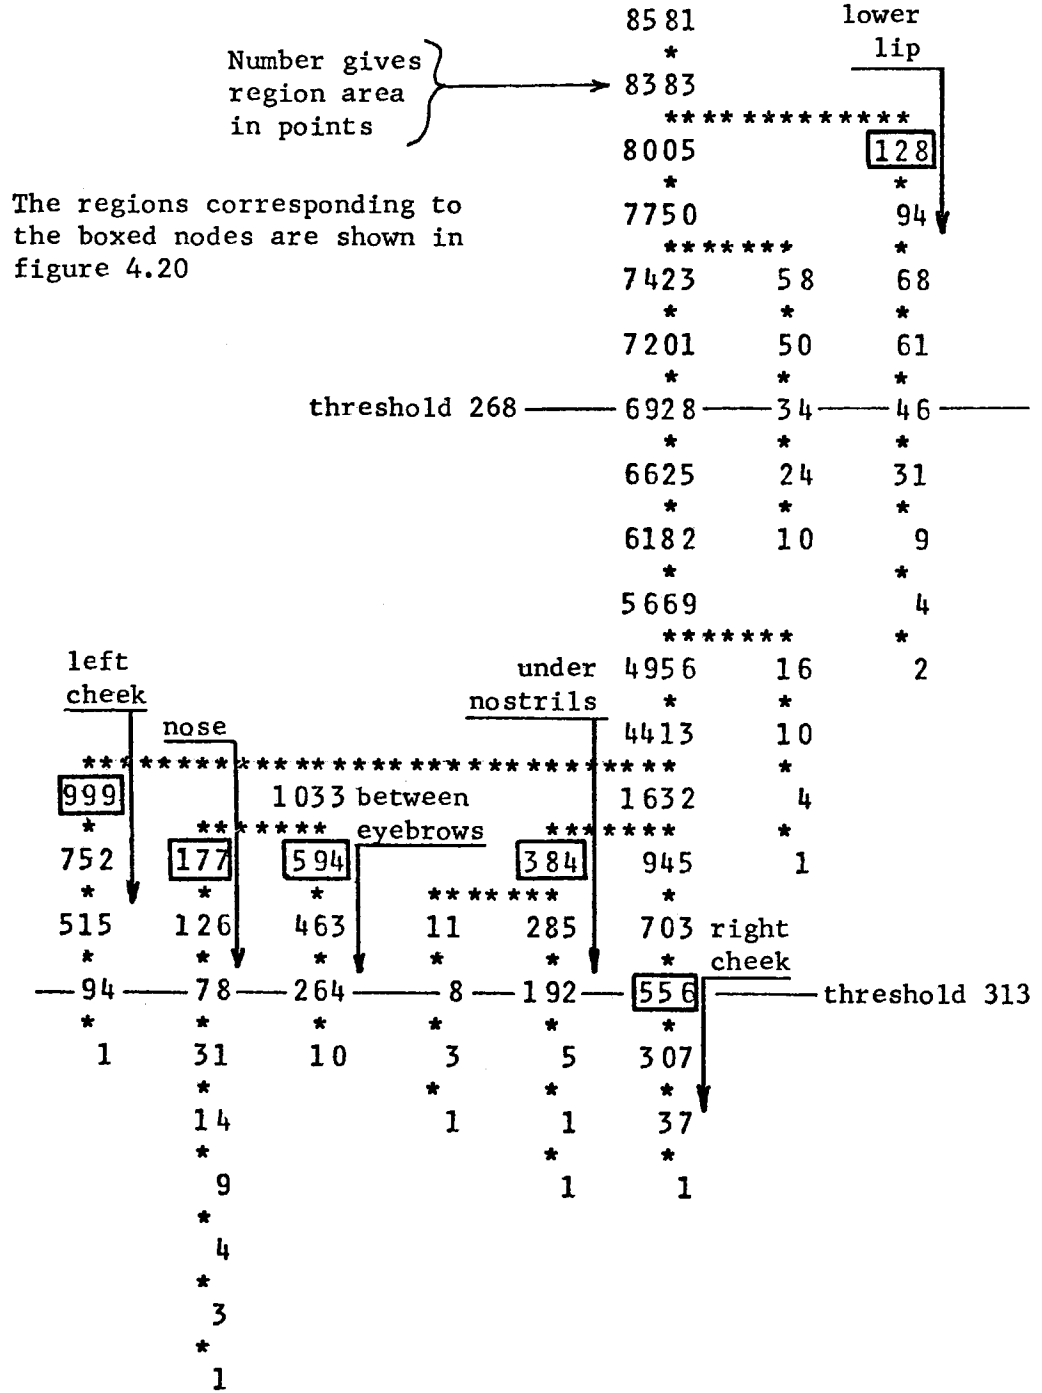 8581
lower
lip
*
Number gives
region area
in points
8383
* * * * * * * * * * * * *
8005 128
* *
The regions corresponding to
the boxed nodes are shown in
figure 4.20
7750 94
* * * * * * * *
7423 58 68
* * *
7201 50 61
* * *
threshold 268 6928 34 46
* * *
6625 24 31
* * *
6182 10 9
* *
5669 4
* * * * * * * *
left
cheek
under
nostrils
4956 16 2
* *
nose
4413 10
* * * * * * * * * * * * * * * * * * * * * * * * * * * * * * * *
999 1033 between
eyebrows
1632 4
* * * * * * * * * * * * * * * *
752 177 594 384 945 1
* * * * * * * * * * *
515 126 463 11 285 703 right
cheek
* * * * * *
94 78 264 8 192 556 threshold 313
* * * * * *
1 31 10 3 5 307
* * * *
14 1 1 37
* * *
9 1 1
*
4
*
3
*
1